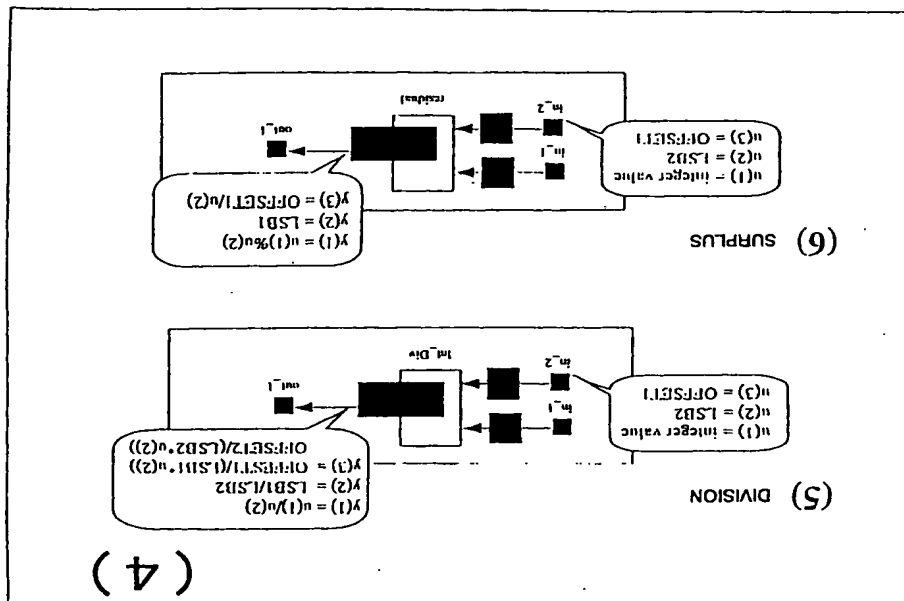 (4)
(5) DIVISION
u(1) = integer value
u(2) = LSB2
u(3) = OFFSET1
in_1
in_2
Int_Div
out_1
y(1) = u(1)/u(2)
y(2) = LSB1/LSB2
y(3) = OFFSET1/(LSB1*u(2))
OFFSET2/(LSB2*u(2))
(6) SURPLUS
u(1) = integer value
u(2) = LSB2
u(3) = OFFSET1
in_1
in_2
residual
out_1
y(1) = u(1)%u(2)
y(2) = LSB1
y(3) = OFFSET1/u(2)